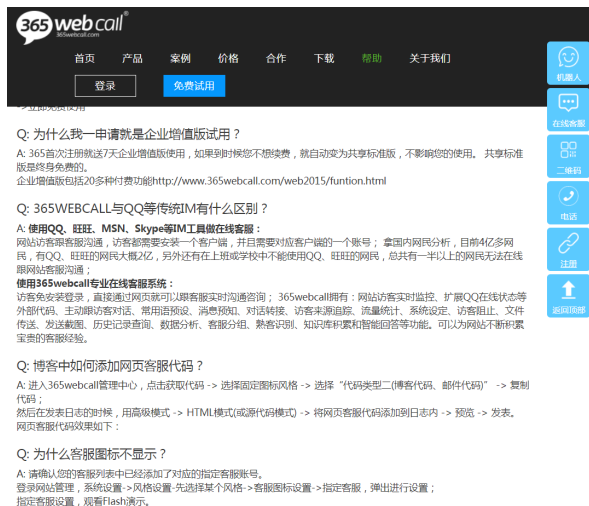 365 webcall®
365webcall.com
首页 产品 案例 价格 合作 下载 帮助 关于我们
登录 免费试用
机器人
在线客服
二维码
电话
注册
返回顶部
->立即免费使用
Q: 为什么我一申请就是企业增值版试用？
A: 365首次注册就送7天企业增值版使用，如果到时候您不想续费，就自动变为共享标准版，不影响您的使用。 共享标准
版是终身免费的。
企业增值版包括20多种付费功能http://www.365webcall.com/web2015/funtion.html
Q: 365WEBCALL与QQ等传统IM有什么区别？
A: 使用QQ、旺旺、MSN、Skype等IM工具做在线客服：
网站访客跟客服沟通，访客都需要安装一个客户端，并且需要对应客户端的一个账号； 拿国内网民分析，目前4亿多网
民，有QQ、旺旺的网民大概2亿，另外还有在上班或学校中不能使用QQ、旺旺的网民，总共有一半以上的网民无法在线
跟网站客服沟通；
使用365webcall专业在线客服系统：
访客免安装登录，直接通过网页就可以跟客服实时沟通咨询； 365webcall拥有：网站访客实时监控、扩展QQ在线状态等
外部代码、主动跟访客对话、常用语预设、消息预知、对话转接、访客来源追踪、流量统计、系统设定、访客阻止、文件
传送、发送截图、历史记录查询、数据分析、客服分组、熟客识别、知识库积累和智能回答等功能。可以为网站不断积累
宝贵的客服经验。
Q: 博客中如何添加网页客服代码？
A: 进入365webcall管理中心，点击获取代码 -> 选择固定图标风格 -> 选择“代码类型二(博客代码、邮件代码)” -> 复制
代码；
然后在发表日志的时候，用高级模式 -> HTML模式(或源代码模式) -> 将网页客服代码添加到日志内 -> 预览 -> 发表。
网页客服代码效果如下：
Q: 为什么客服图标不显示？
A: 请确认您的客服列表中已经添加了对应的指定客服账号。
登录网站管理，系统设置->风格设置-先选择某个风格->客服图标设置->指定客服，弹出进行设置；
指定客服设置，观看Flash演示。